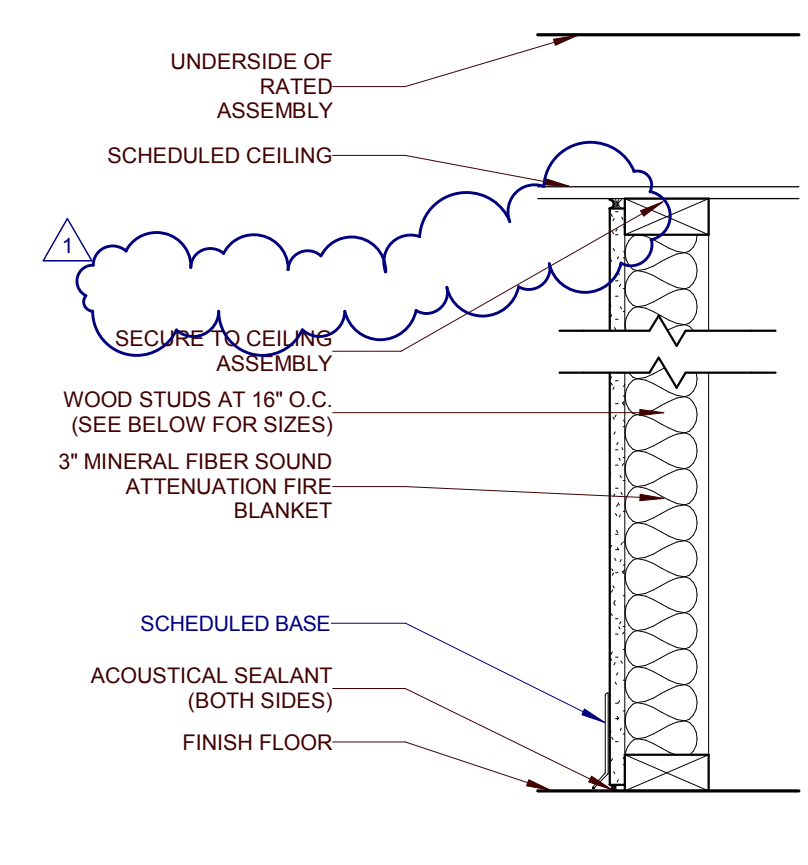 UNDERSIDE OF
RATED
ASSEMBLY
SCHEDULED CEILING
1
SECURE TO CEILING
ASSEMBLY
WOOD STUDS AT 16" O.C.
(SEE BELOW FOR SIZES)
3" MINERAL FIBER SOUND
ATTENUATION FIRE
BLANKET
SCHEDULED BASE
ACOUSTICAL SEALANT
(BOTH SIDES)
FINISH FLOOR